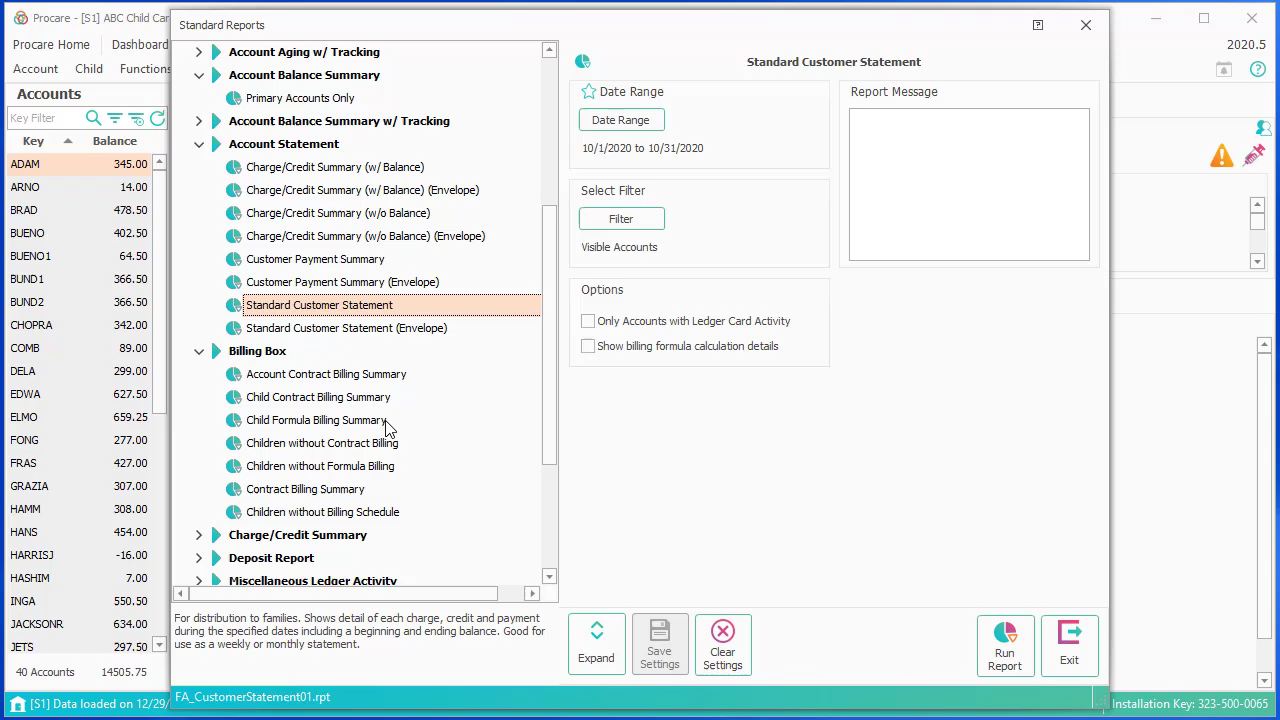 Procare - [S1] ABC Child Car
Procare Home
Dashboard
2020.5
Account
Child
Functions
Accounts
Key Filter
Key
Balance
ADAM 345.00
ARNO 14.00
BRAD 478.50
BUENO 402.50
BUENO1 64.50
BUND1 366.50
BUND2 366.50
CHOPRA 342.00
COMB 89.00
DELA 299.00
EDWA 627.50
ELMO 659.25
FONG 277.00
FRAS 427.00
GRAZIA 307.00
HAMM 308.00
HANS 454.00
HARRISJ -16.00
HASHIM 7.00
INGA 550.50
JACKSONR 634.00
JETS 297.50
40 Accounts 14505.75
[S1] Data loaded on 12/29/
Standard Reports
Account Aging w/ Tracking
Account Balance Summary
Primary Accounts Only
Account Balance Summary w/ Tracking
Account Statement
Charge/Credit Summary (w/ Balance)
Charge/Credit Summary (w/ Balance) (Envelope)
Charge/Credit Summary (w/o Balance)
Charge/Credit Summary (w/o Balance) (Envelope)
Customer Payment Summary
Customer Payment Summary (Envelope)
Standard Customer Statement
Standard Customer Statement (Envelope)
Billing Box
Account Contract Billing Summary
Child Contract Billing Summary
Child Formula Billing Summary
Children without Contract Billing
Children without Formula Billing
Contract Billing Summary
Children without Billing Schedule
Charge/Credit Summary
Deposit Report
Miscellaneous Ledger Activity
For distribution to families. Shows detail of each charge, credit and payment
during the specified dates including a beginning and ending balance. Good for
use as a weekly or monthly statement.
FA_CustomerStatement01.rpt
Standard Customer Statement
Date Range
Date Range
10/1/2020 to 10/31/2020
Select Filter
Filter
Visible Accounts
Options
Only Accounts with Ledger Card Activity
Show billing formula calculation details
Report Message
Expand
Save
Settings
Clear
Settings
Run
Report
Exit
Installation Key: 323-500-0065